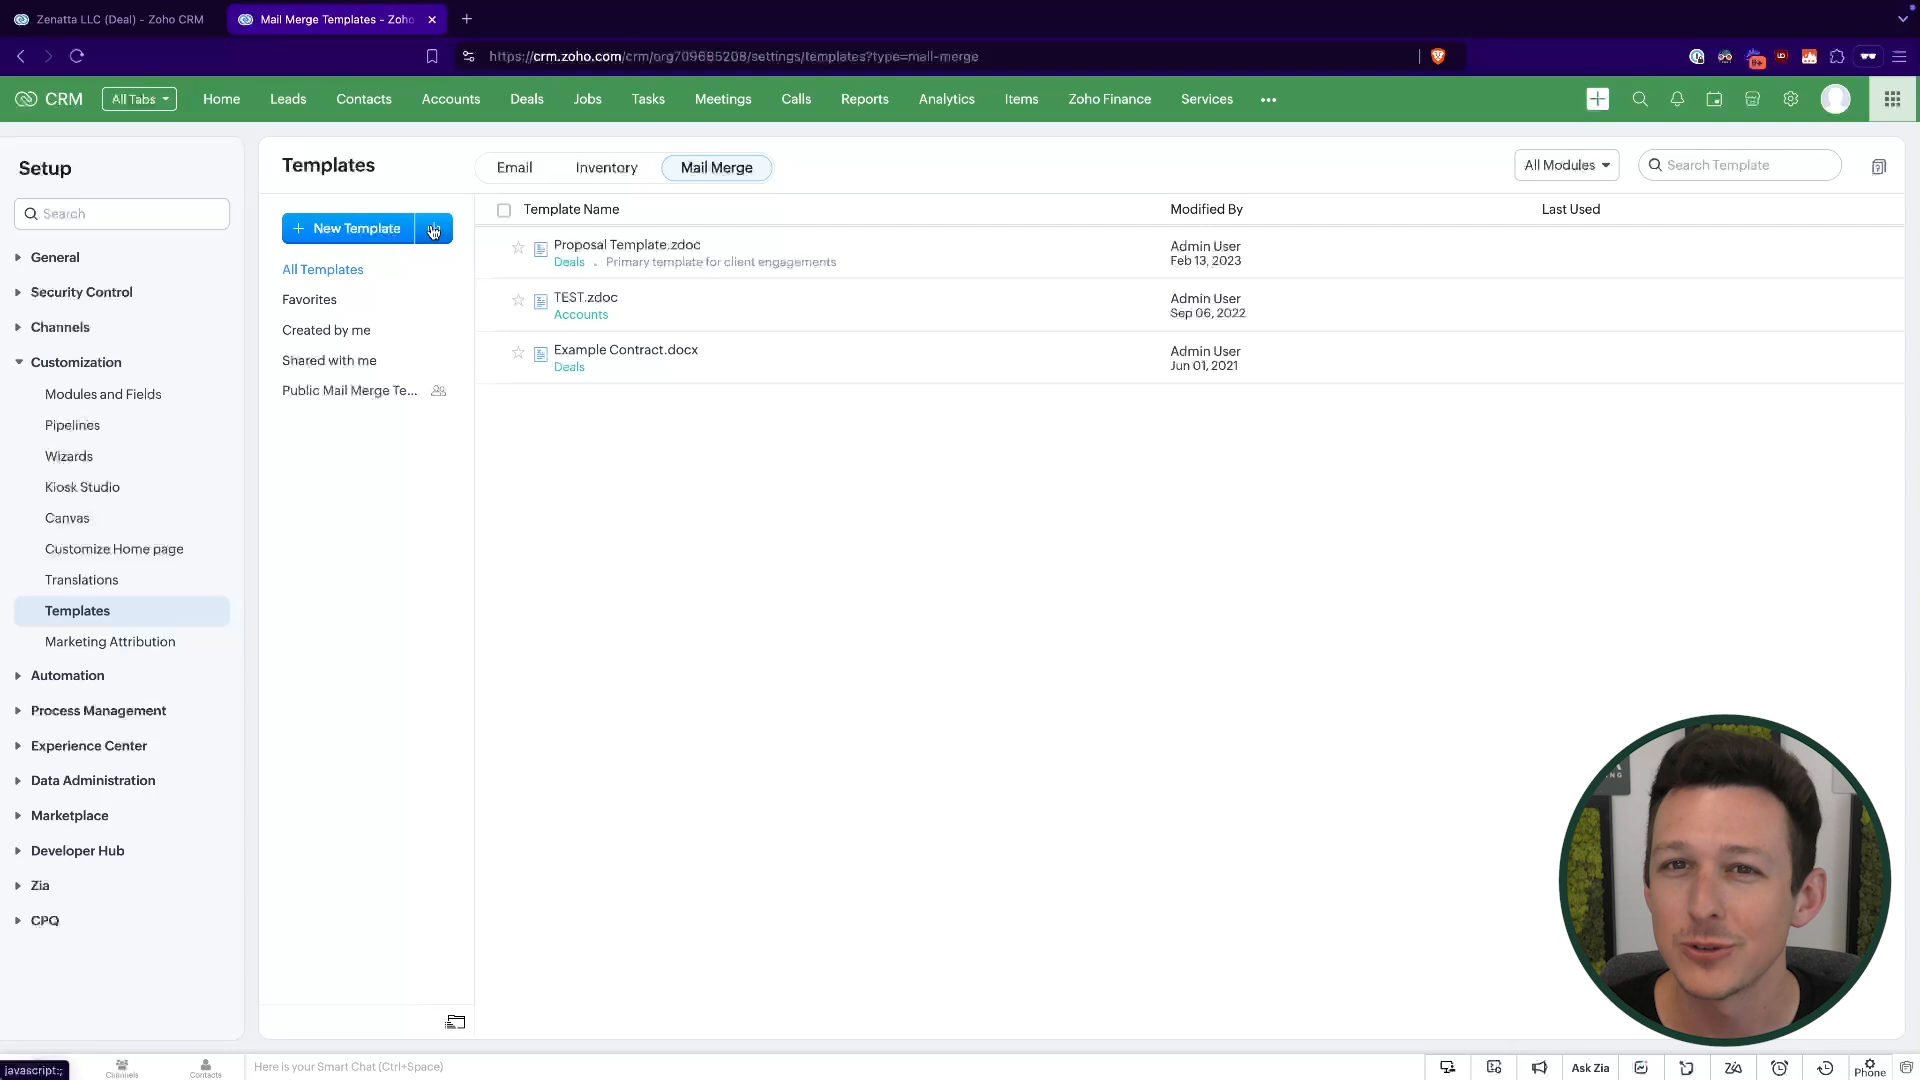 Zenatta LLC (Deal) - Zoho CRM
Mail Merge Templates - Zoho
https://crm.zoho.com/crm/org709685208/settings/templates?type=mail-merge
CRM
All Tabs
Home
Leads
Contacts
Accounts
Deals
Jobs
Tasks
Meetings
Calls
Reports
Analytics
Items
Zoho Finance
Services
Setup
Search
General
Security Control
Channels
Customization
Modules and Fields
Pipelines
Wizards
Kiosk Studio
Canvas
Customize Home page
Translations
Templates
Marketing Attribution
Automation
Process Management
Experience Center
Data Administration
Marketplace
Developer Hub
Zia
CPQ
Templates
Email
Inventory
Mail Merge
All Modules
Search Template
+ New Template
All Templates
Favorites
Created by me
Shared with me
Public Mail Merge Te...
Template Name
Modified By
Last Used
Proposal Template.zdoc
Deals . Primary template for client engagements
Admin User
Feb 13, 2023
TEST.zdoc
Accounts
Admin User
Sep 06, 2022
Example Contract.docx
Deals
Admin User
Jun 01, 2021
javascript:;
Channels
Contacts
Here is your Smart Chat (Ctrl+Space)
Ask Zia
Phone